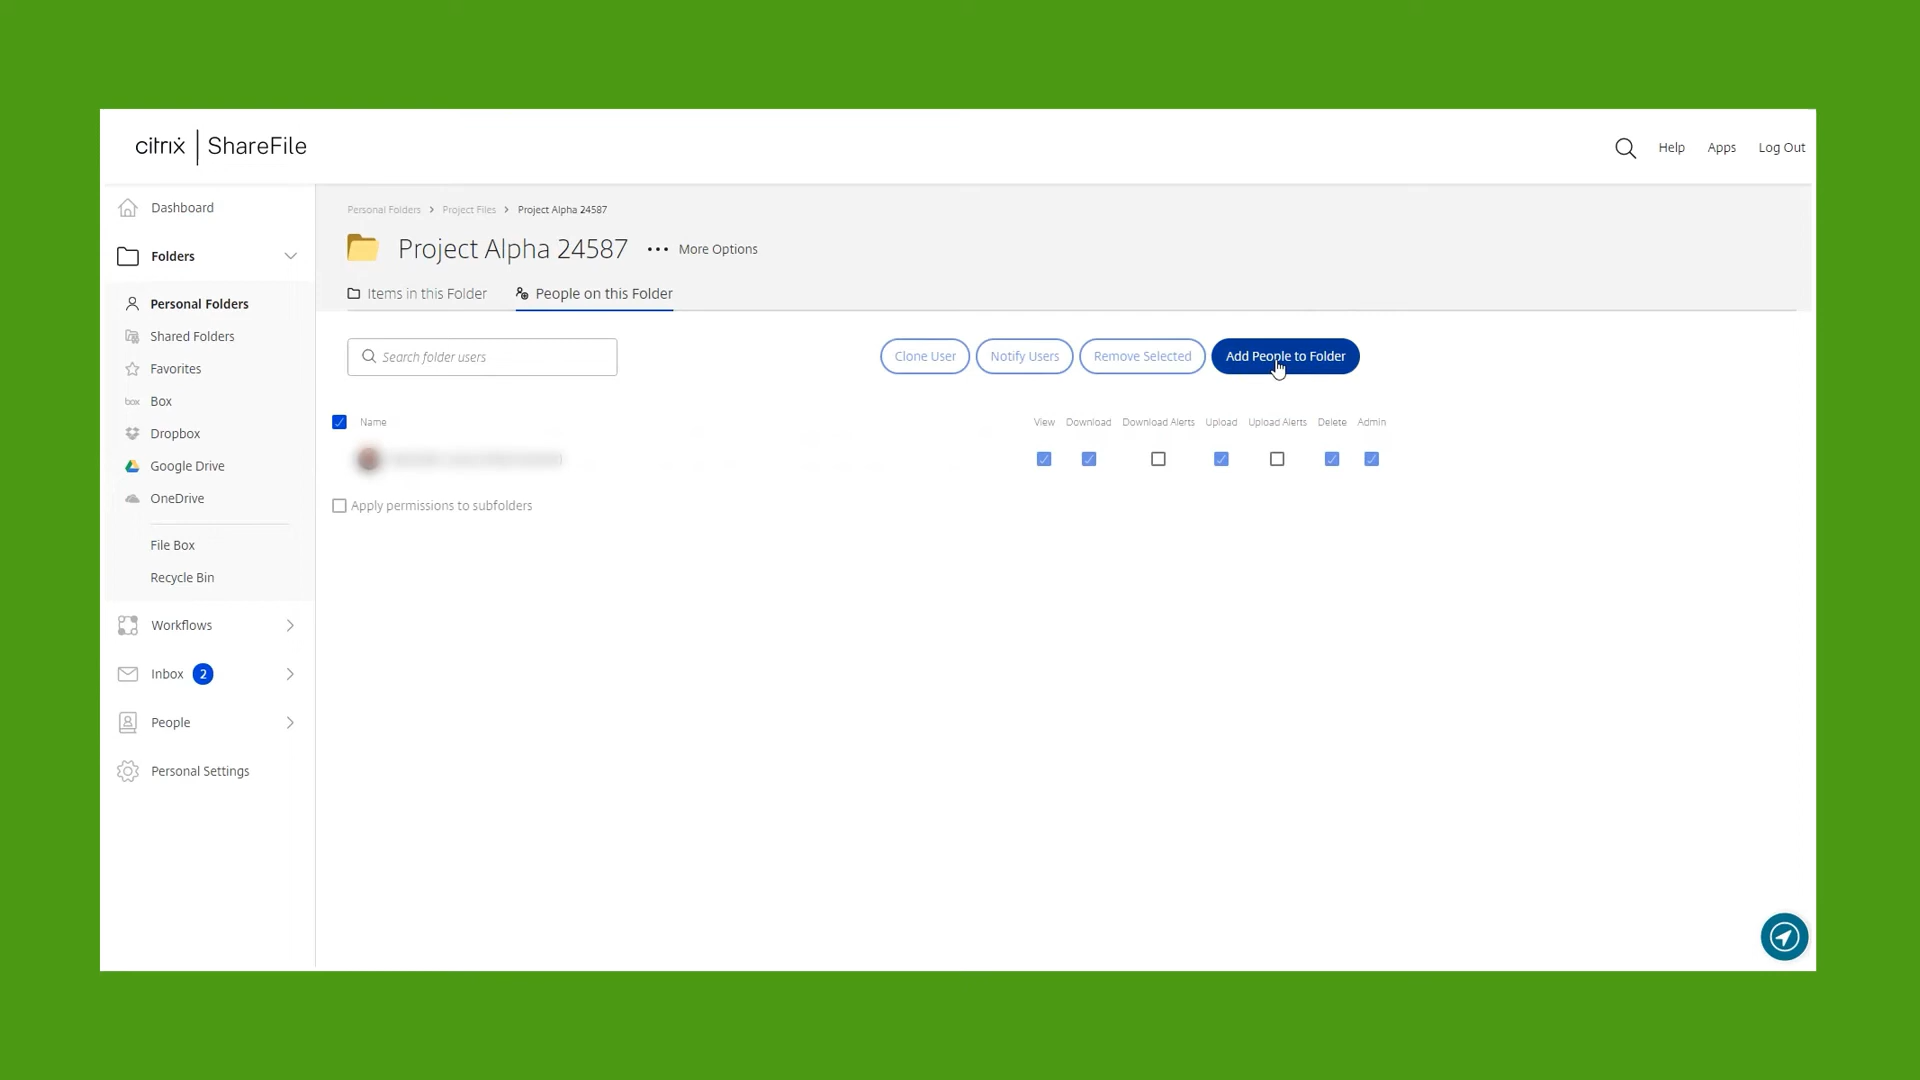 citrix | ShareFile
Help Apps Log Out
Dashboard
Folders
Personal Folders
Shared Folders
Favorites
box Box
Dropbox
Google Drive
OneDrive
File Box
Recycle Bin
Workflows
Inbox 2
People
Personal Settings
Personal Folders > Project Files > Project Alpha 24587
Project Alpha 24587 ••• More Options
Items in this Folder People on this Folder
Search folder users Clone User Notify Users Remove Selected Add People to Folder
Name View Download Download Alerts Upload Upload Alerts Delete Admin
Apply permissions to subfolders